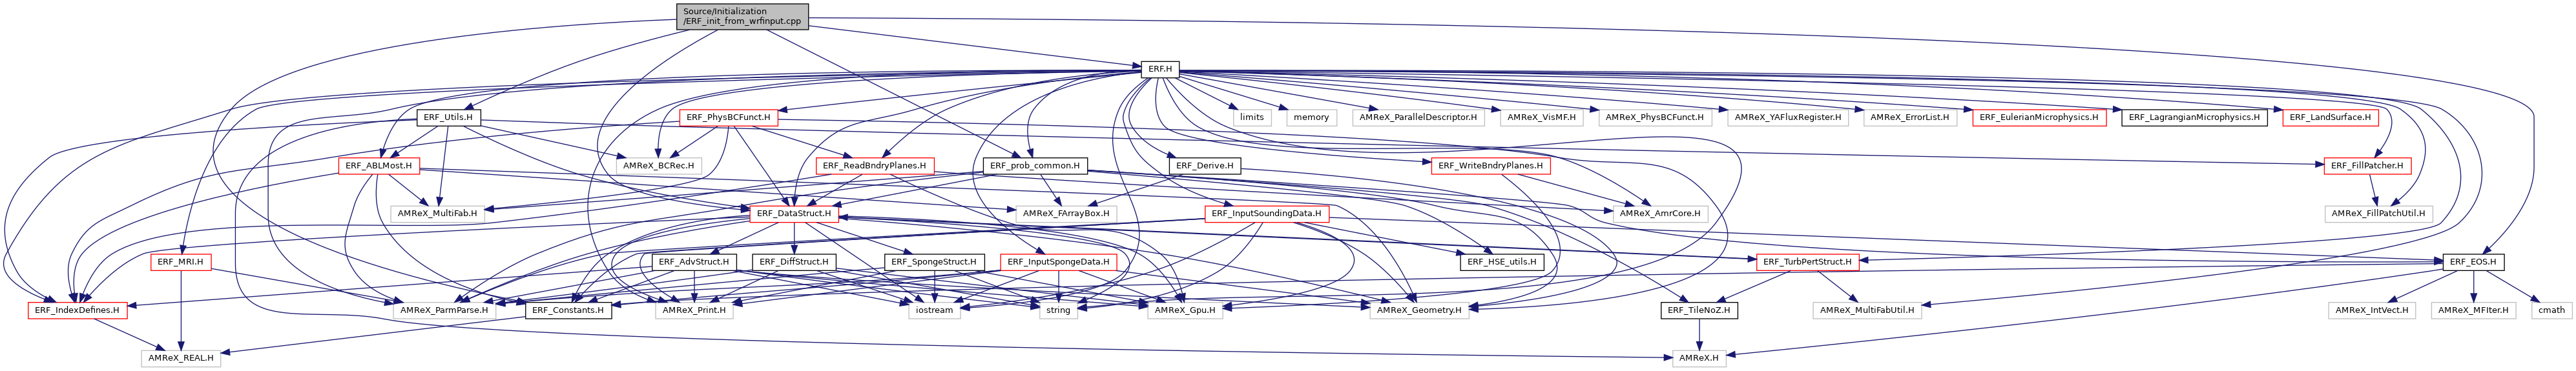 Source/Initialization
/ERF_init_from_wrfinput.cpp
ERF.H
ERF_Utils.H
ERF_PhysBCFunct.H
limits
memory
AMReX_ParallelDescriptor.H
AMReX_VisMF.H
AMReX_PhysBCFunct.H
AMReX_YAFluxRegister.H
AMReX_ErrorList.H
ERF_EulerianMicrophysics.H
ERF_LagrangianMicrophysics.H
ERF_LandSurface.H
ERF_ABLMost.H
AMReX_BCRec.H
ERF_ReadBndryPlanes.H
ERF_prob_common.H
ERF_Derive.H
ERF_WriteBndryPlanes.H
ERF_FillPatcher.H
AMReX_MultiFab.H
ERF_DataStruct.H
AMReX_FArrayBox.H
ERF_InputSoundingData.H
AMReX_AmrCore.H
AMReX_FillPatchUtil.H
ERF_MRI.H
ERF_AdvStruct.H
ERF_DiffStruct.H
ERF_SpongeStruct.H
ERF_InputSpongeData.H
ERF_HSE_utils.H
ERF_TurbPertStruct.H
ERF_EOS.H
ERF_IndexDefines.H
AMReX_ParmParse.H
ERF_Constants.H
AMReX_Print.H
iostream
string
AMReX_Gpu.H
AMReX_Geometry.H
ERF_TileNoZ.H
AMReX_MultiFabUtil.H
AMReX_IntVect.H
AMReX_MFIter.H
cmath
AMReX_REAL.H
AMReX.H